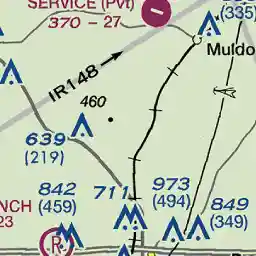 SERVICE (Pvt)
370 - 27
(335)
Muldo
IR148
460
639
(219)
842
(459)
711
973
(494)
849
(349)
NCH
23
R